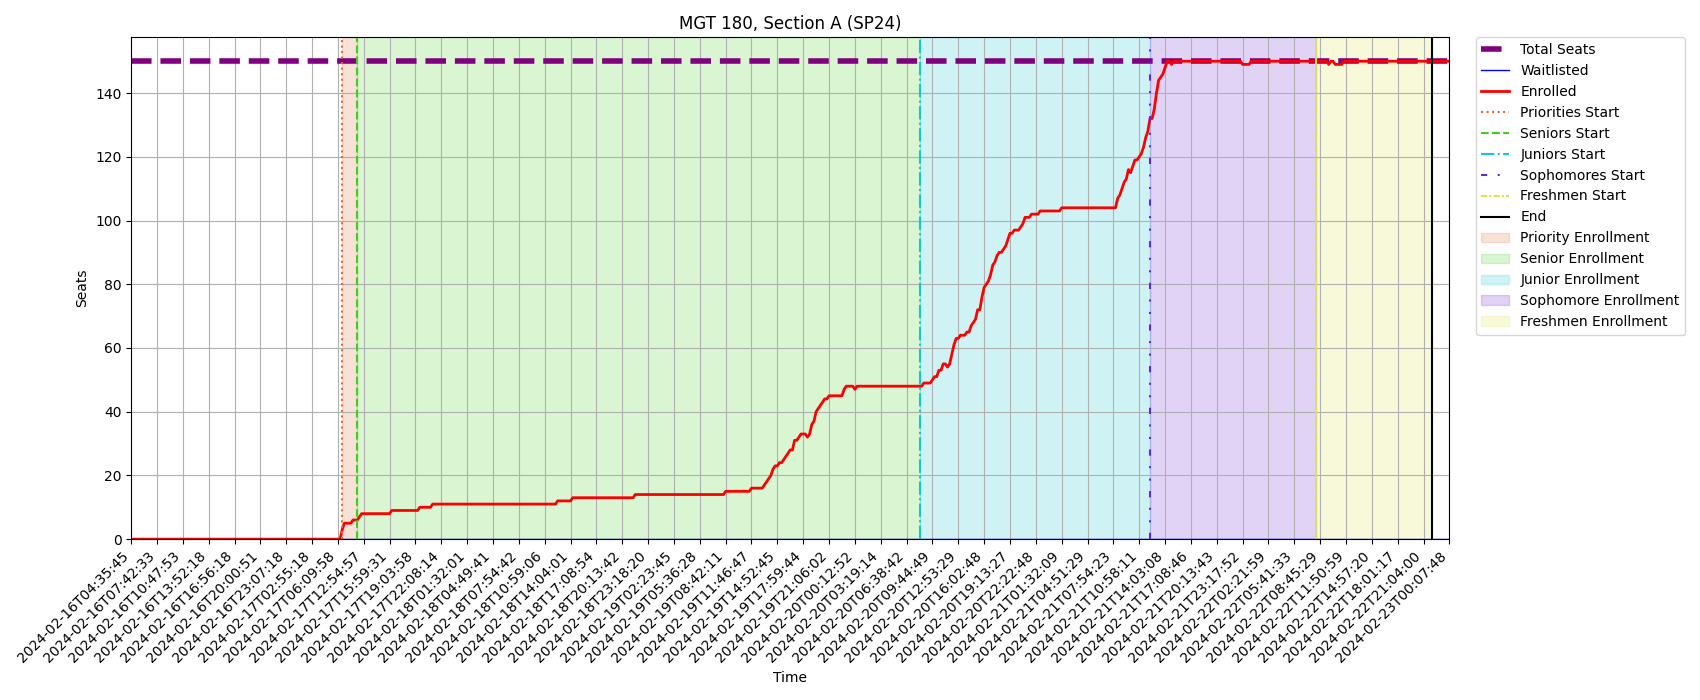 MGT 180, Section A (SP24)
Total Seats
Waitlisted
Enrolled
Priorities Start
Seniors Start
Juniors Start
Sophomores Start
Freshmen Start
End
Priority Enrollment
Senior Enrollment
Junior Enrollment
Sophomore Enrollment
Freshmen Enrollment
Seats
140
120
100
80
60
40
20
0
2024-02-16T04:35:45
2024-02-16T07:42:33
2024-02-16T10:47:53
2024-02-16T13:52:18
2024-02-16T16:56:18
2024-02-16T20:00:51
2024-02-16T23:07:18
2024-02-17T02:55:18
2024-02-17T06:09:58
2024-02-17T12:54:57
2024-02-17T15:59:31
2024-02-17T19:03:58
2024-02-17T22:08:14
2024-02-18T01:32:01
2024-02-18T04:49:41
2024-02-18T07:54:42
2024-02-18T10:59:06
2024-02-18T14:04:01
2024-02-18T17:08:54
2024-02-18T20:13:42
2024-02-18T23:18:20
2024-02-19T02:23:45
2024-02-19T05:36:28
2024-02-19T08:42:11
2024-02-19T11:46:47
2024-02-19T14:52:45
2024-02-19T17:59:44
2024-02-19T21:06:02
2024-02-20T00:12:52
2024-02-20T03:19:14
2024-02-20T06:38:42
2024-02-20T09:44:49
2024-02-20T12:53:29
2024-02-20T16:02:48
2024-02-20T19:13:27
2024-02-20T22:22:48
2024-02-21T01:32:09
2024-02-21T04:51:29
2024-02-21T07:54:23
2024-02-21T10:58:11
2024-02-21T14:03:08
2024-02-21T17:08:46
2024-02-21T20:13:43
2024-02-21T23:17:52
2024-02-22T02:21:59
2024-02-22T05:41:33
2024-02-22T08:45:29
2024-02-22T11:50:59
2024-02-22T14:57:20
2024-02-22T18:01:17
2024-02-22T21:04:00
2024-02-23T00:07:48
Time